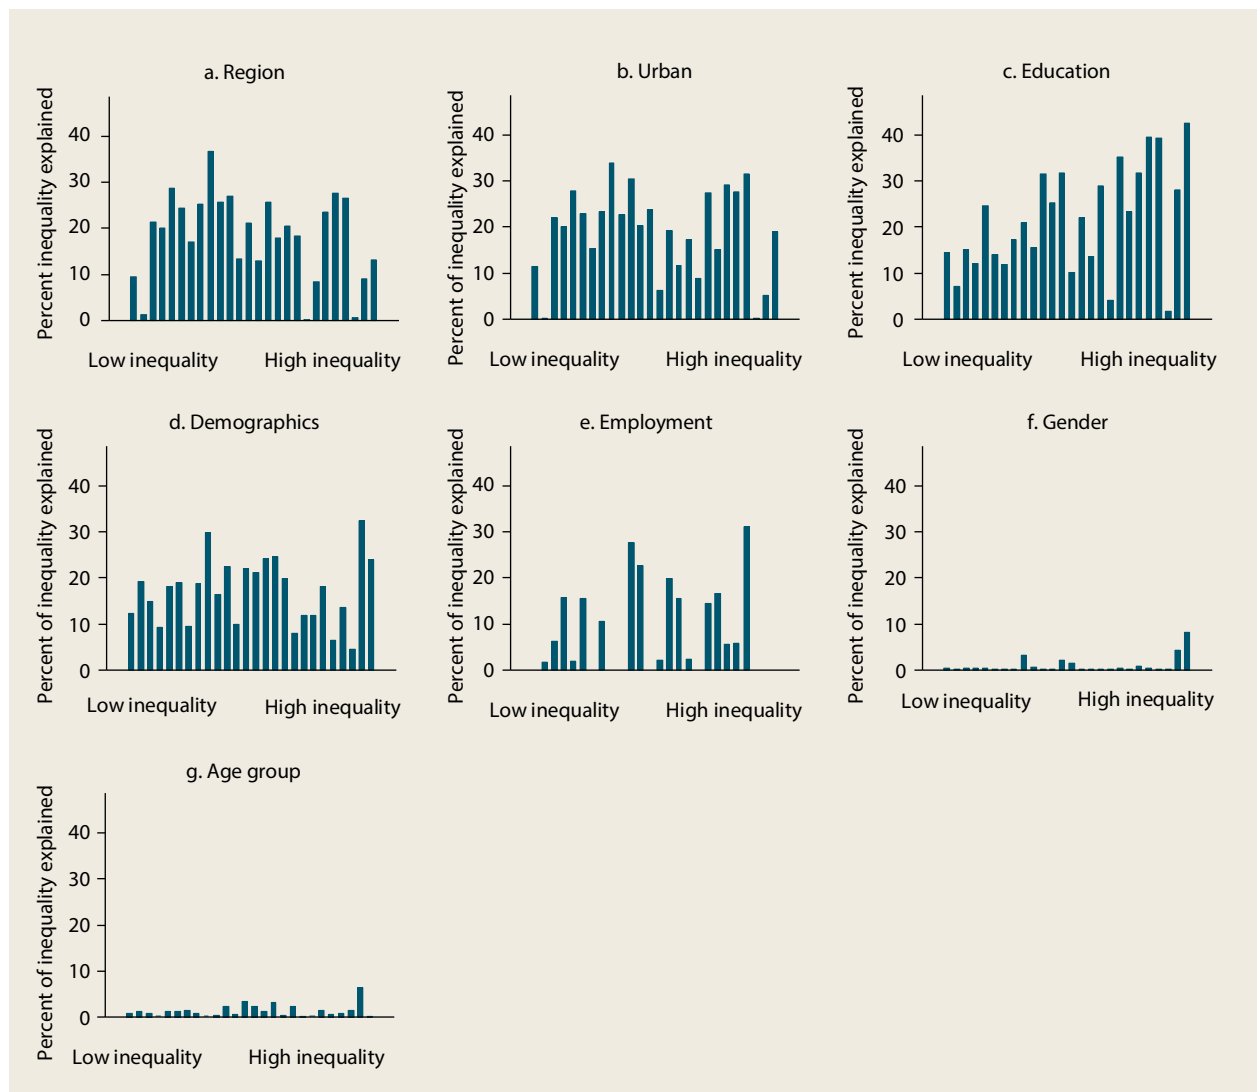 a. Region
Percent inequality explained
40
30
20
10
0
Low inequality
High inequality
b. Urban
Percent of inequality explained
40
30
20
10
0
Low inequality
High inequality
c. Education
Percent of inequality explained
40
30
20
10
0
Low inequality
High inequality
d. Demographics
Percent of inequality explained
40
30
20
10
0
Low inequality
High inequality
e. Employment
Percent of inequality explained
40
30
20
10
0
Low inequality
High inequality
f. Gender
Percent of inequality explained
40
30
20
10
0
Low inequality
High inequality
g. Age group
Percent of inequality explained
40
30
20
10
0
Low inequality
High inequality